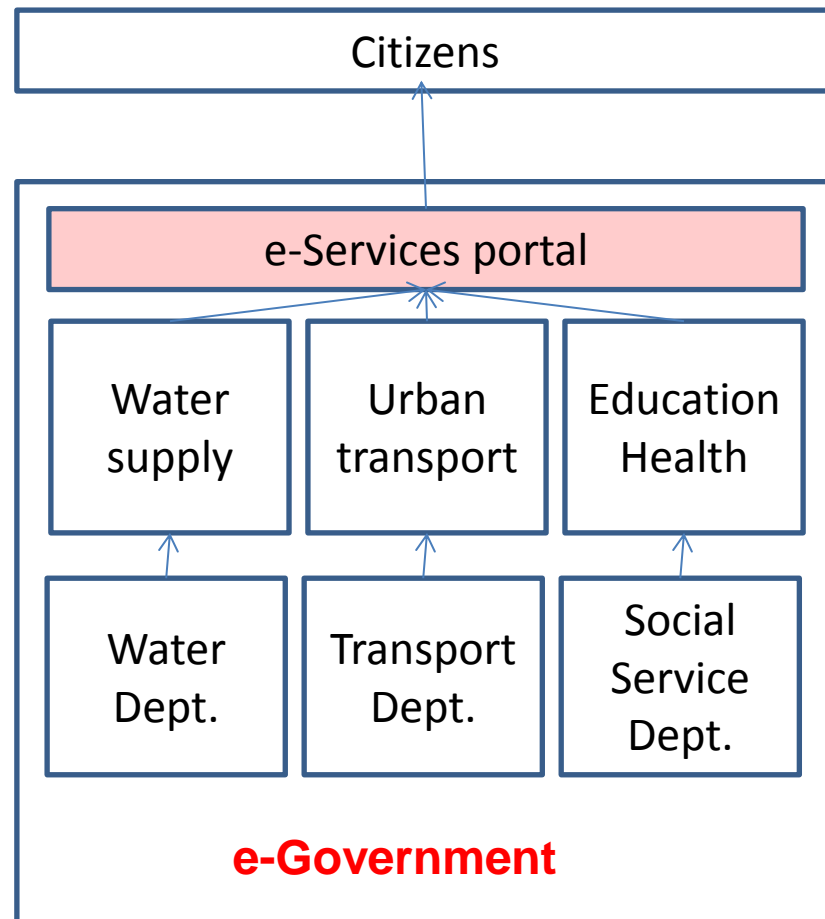 Citizens
e-Services portal
Water
supply
Urban
transport
Education
Health
Water
Dept.
Transport
Dept.
Social
Service
Dept.
e-Government